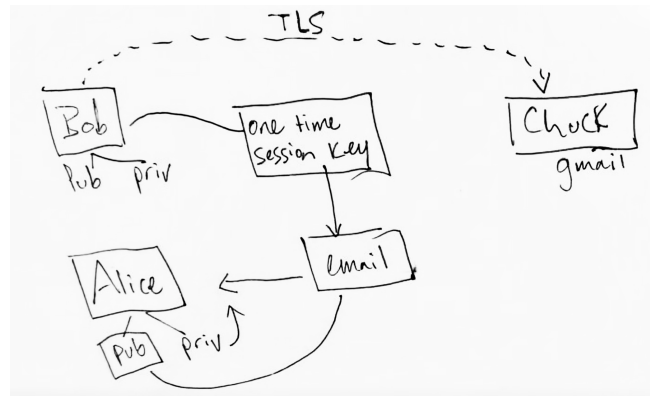 TLS
Bob
Pub priv
one time
session key
Chuck
gmail
email
Alice
pub
priv